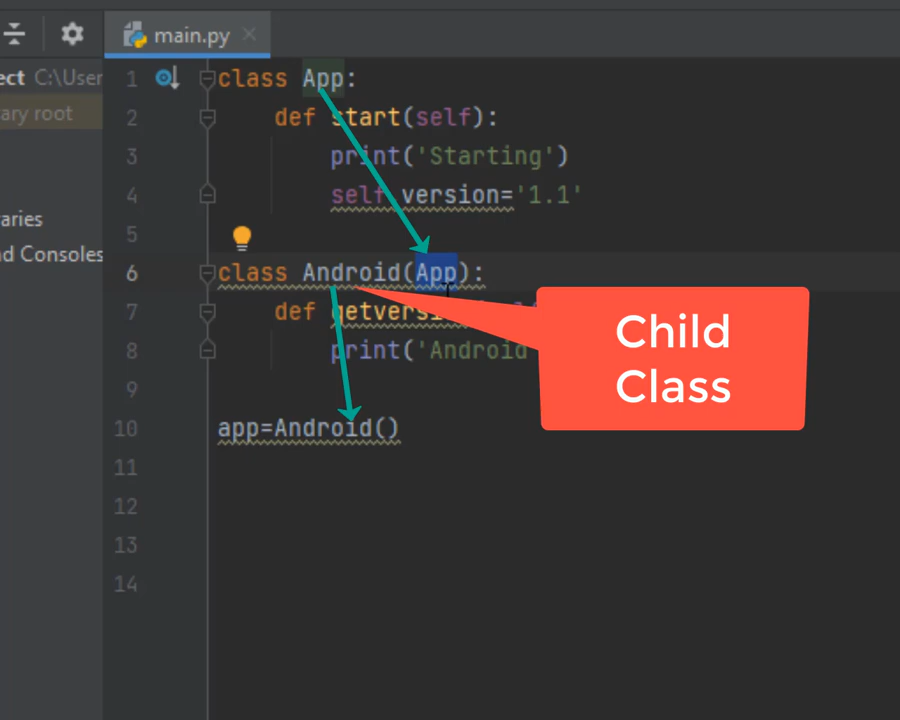 main.py
ect C:\User
ary root
aries
d Consoles
1 class App:
2 def start(self):
3 print('Starting')
4 self.version='1.1'
5
6 class Android(App):
7 def getversion
8 print('Android
9
10 app=Android()
11
12
13
14
Child
Class